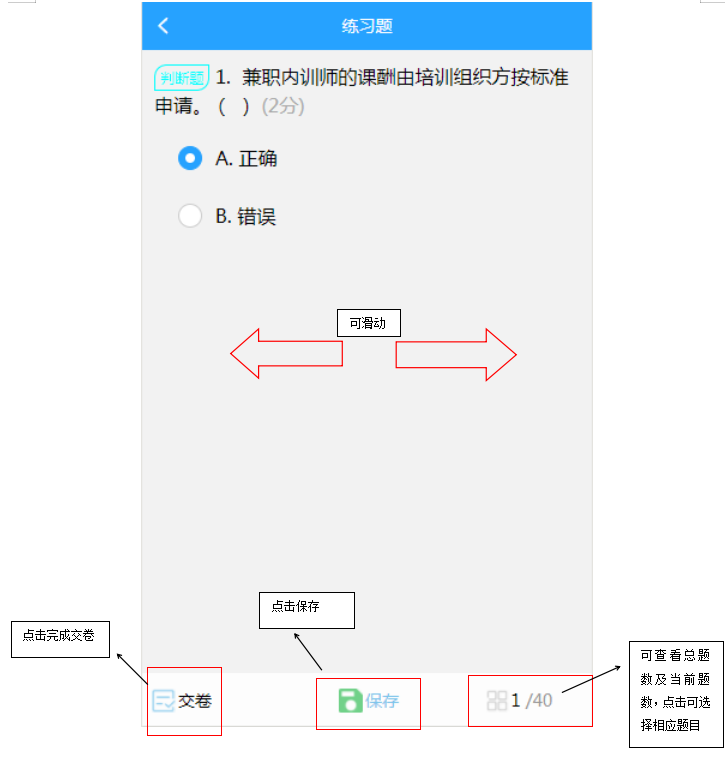 练习题
判断题 1. 兼职内训师的课酬由培训组织方按标准
申请。（ ）(2分)
A. 正确
B. 错误
可滑动
点击保存
点击完成交卷
可查看总题
数及当前题
数，点击可选
择相应题目
交卷
保存
1 /40